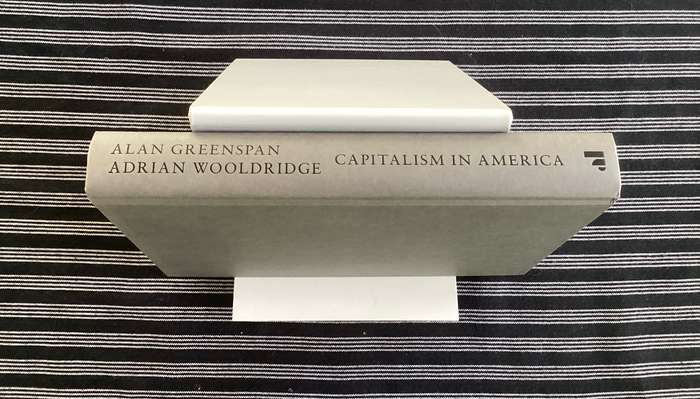 ALAN GREENSPAN
ADRIAN WOOLDRIDGE
CAPITALISM IN AMERICA